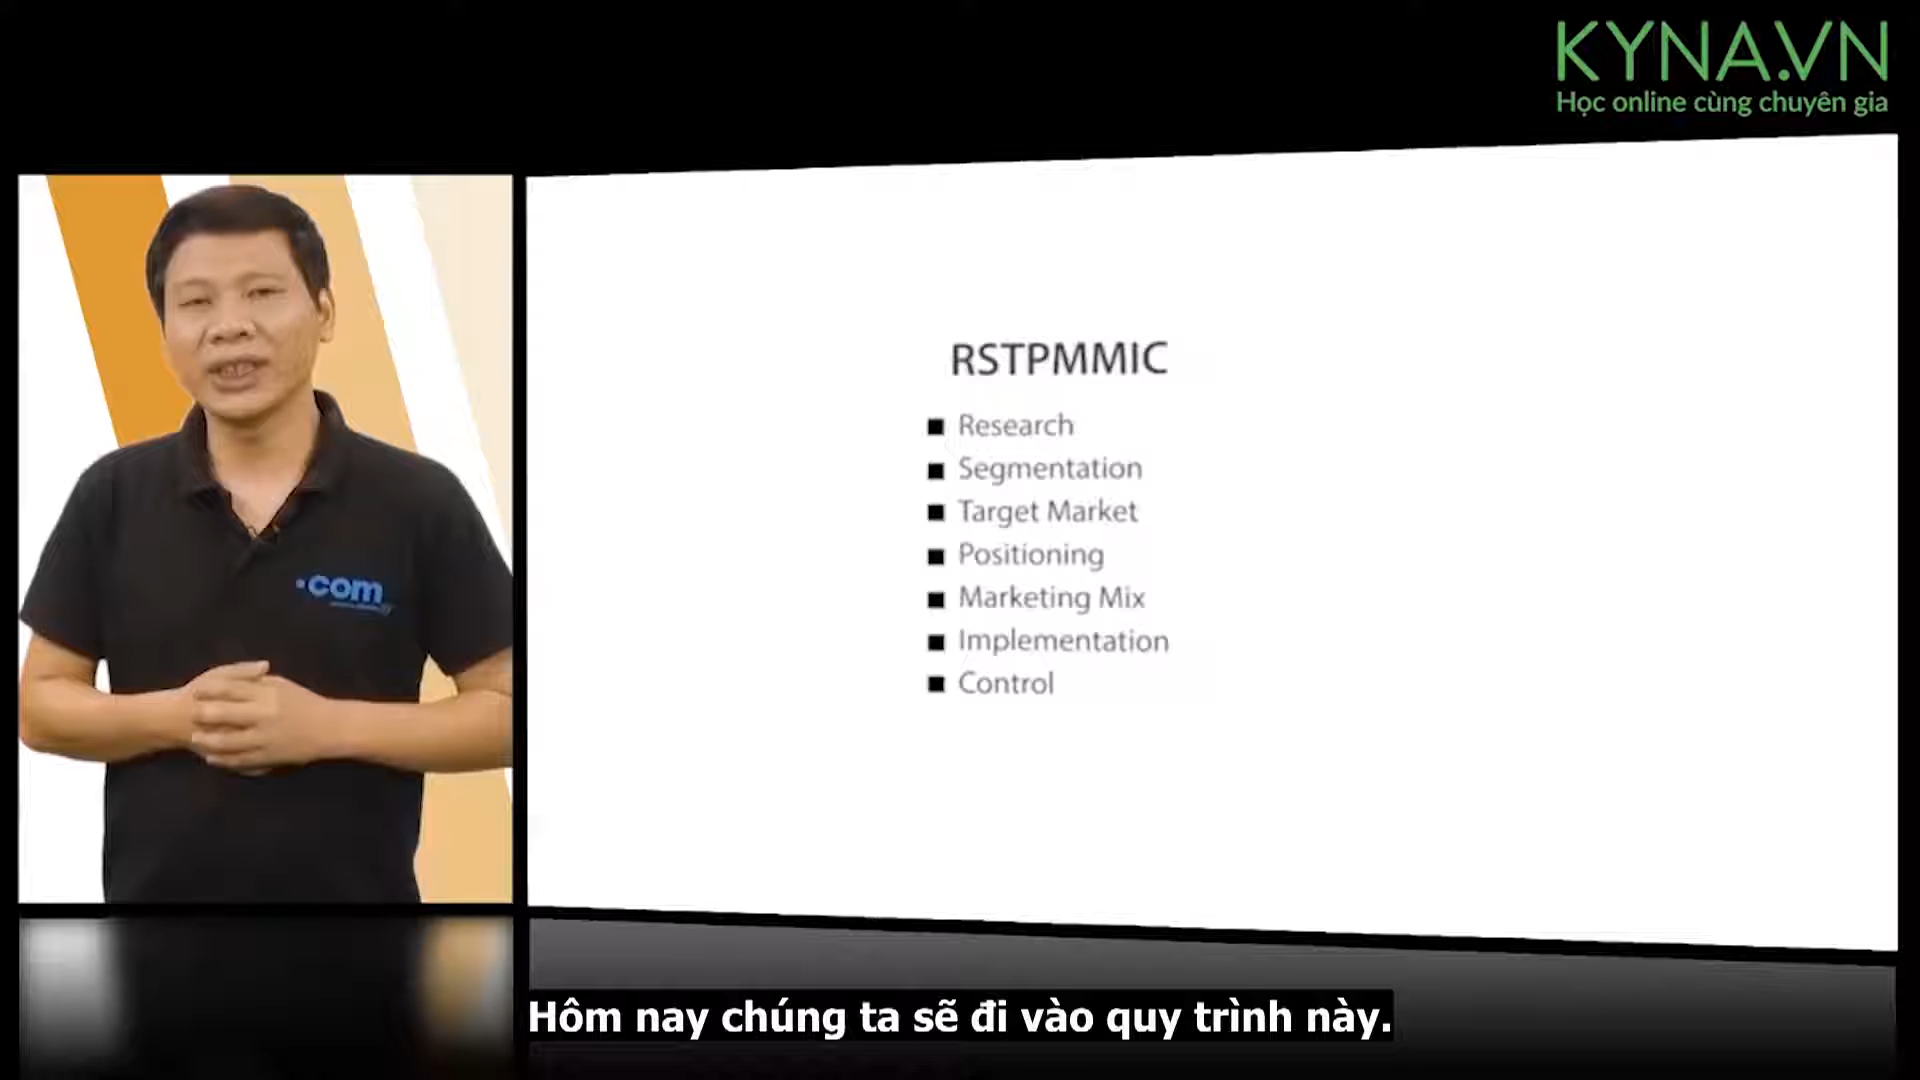 KYNA.VN
Học online cùng chuyên gia
RSTPMMIC
Research
Segmentation
Target Market
Positioning
Marketing Mix
Implementation
Control
.com
Hôm nay chúng ta sẽ đi vào quy trình này.